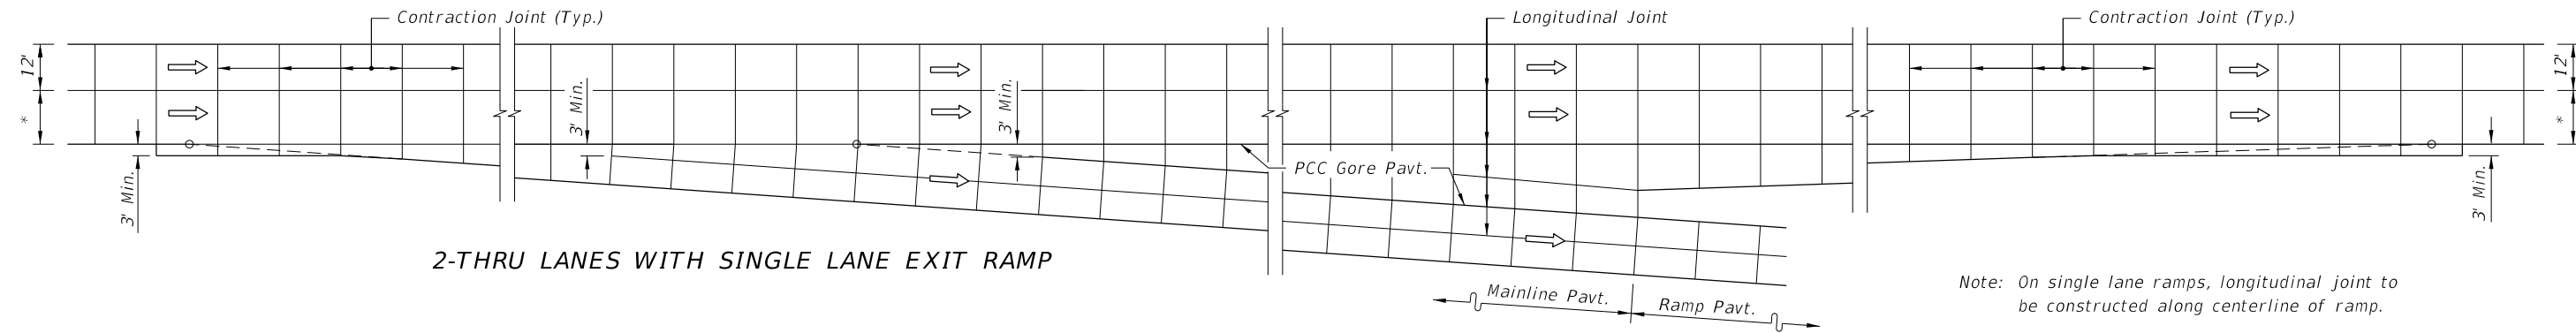 Contraction Joint (Typ.)
Longitudinal Joint
Contraction Joint (Typ.)
12'
*
3' Min.
3' Min.
3' Min.
PCC Gore Pavt.
12'
*
3' Min.
2-THRU LANES WITH SINGLE LANE EXIT RAMP
Mainline Pavt.
Ramp Pavt.
Note: On single lane ramps, longitudinal joint to
be constructed along centerline of ramp.